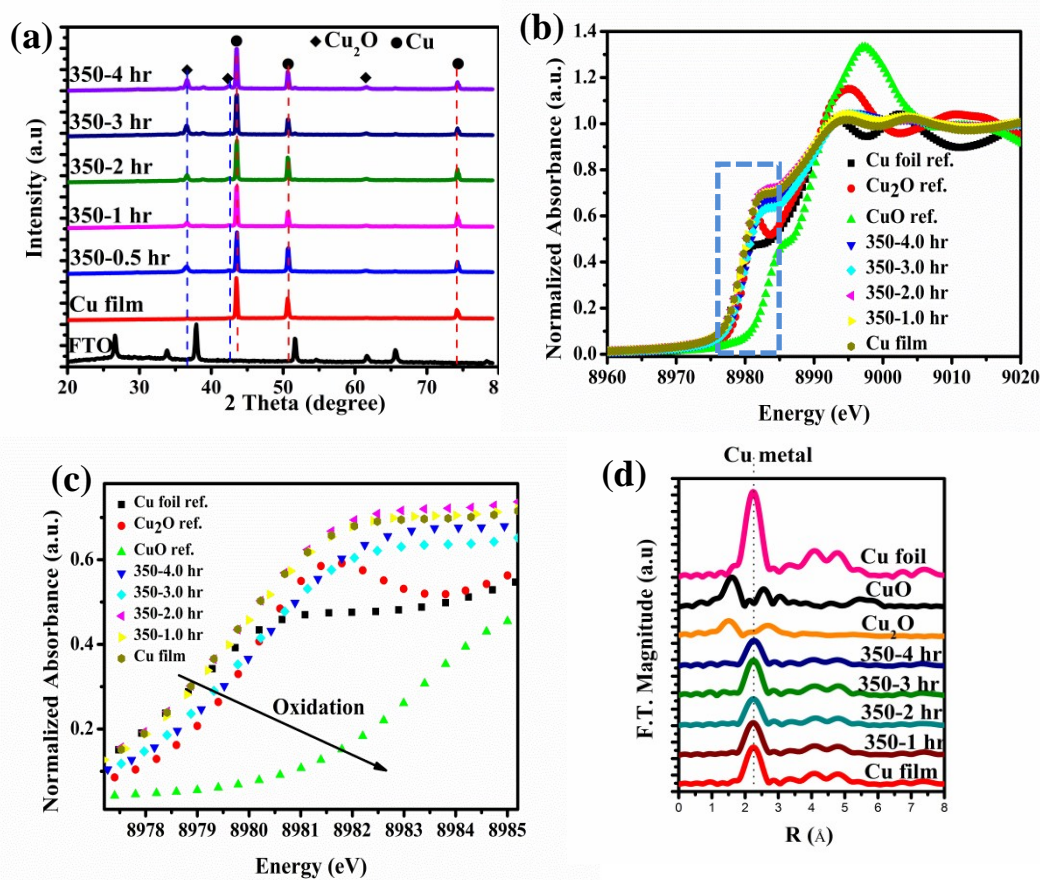 (a)
◆Cu2O ●Cu
350-4 hr
350-3 hr
350-2 hr
350-1 hr
350-0.5 hr
Cu film
FTO
Intensity (a.u)
20 30 40 50 60 70 8
2 Theta (degree)
(b)
1.4
1.2
1.0
0.8
0.6
0.4
0.2
0.0
Normalized Absorbance (a.u.)
Cu foil ref.
Cu2O ref.
CuO ref.
350-4.0 hr
350-3.0 hr
350-2.0 hr
350-1.0 hr
Cu film
8960 8970 8980 8990 9000 9010 9020
Energy (eV)
(c)
Cu foil ref.
Cu2O ref.
CuO ref.
350-4.0 hr
350-3.0 hr
350-2.0 hr
350-1.0 hr
Cu film
0.6
0.4
0.2
Normalized Absorbance (a.u.)
Oxidation
8978 8979 8980 8981 8982 8983 8984 8985
Energy (eV)
(d)
Cu metal
Cu foil
CuO
Cu2O
350-4 hr
350-3 hr
350-2 hr
350-1 hr
Cu film
F.T. Magnitude (a.u)
0 1 2 3 4 5 6 7 8
R (Å)